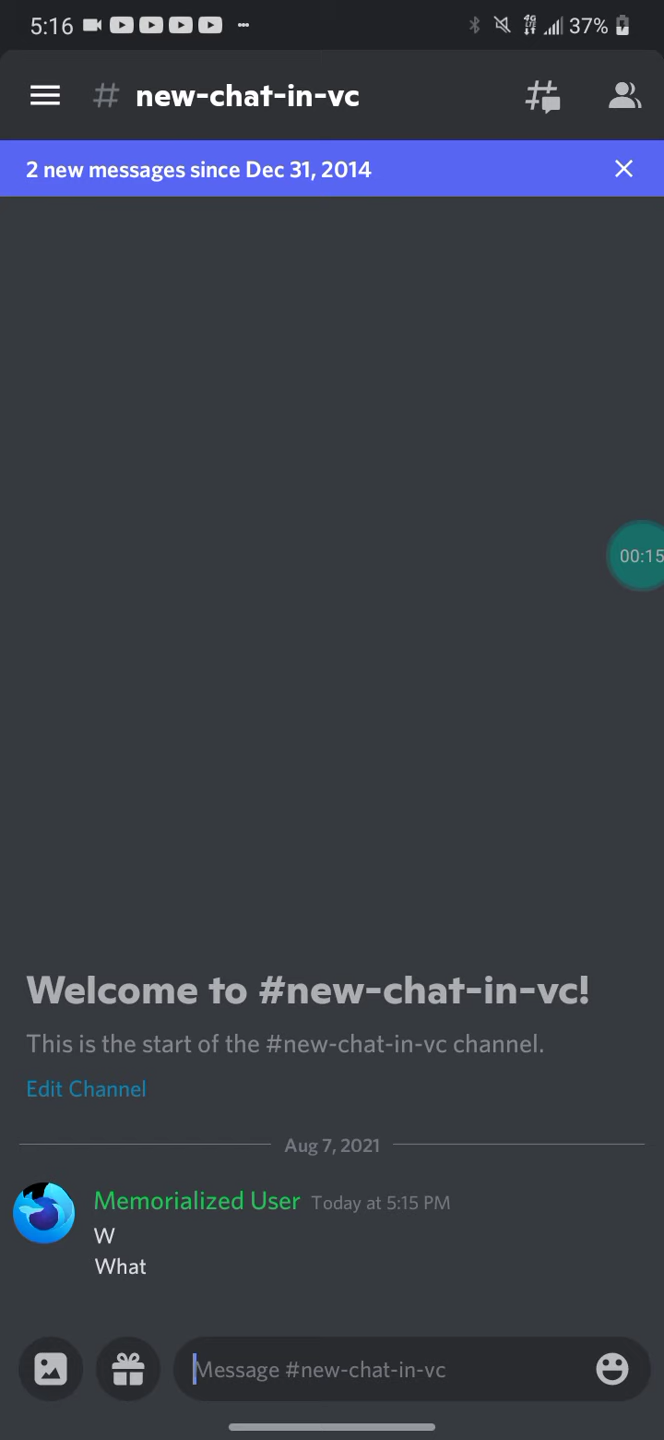 5:16 37%
# new-chat-in-vc
2 new messages since Dec 31, 2014
00:15
Welcome to #new-chat-in-vc!
This is the start of the #new-chat-in-vc channel.
Edit Channel
Aug 7, 2021
Memorialized User Today at 5:15 PM
W
What
Message #new-chat-in-vc